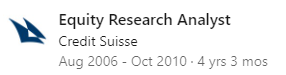 Equity Research Analyst
Credit Suisse
Aug 2006 - Oct 2010 · 4 yrs 3 mos